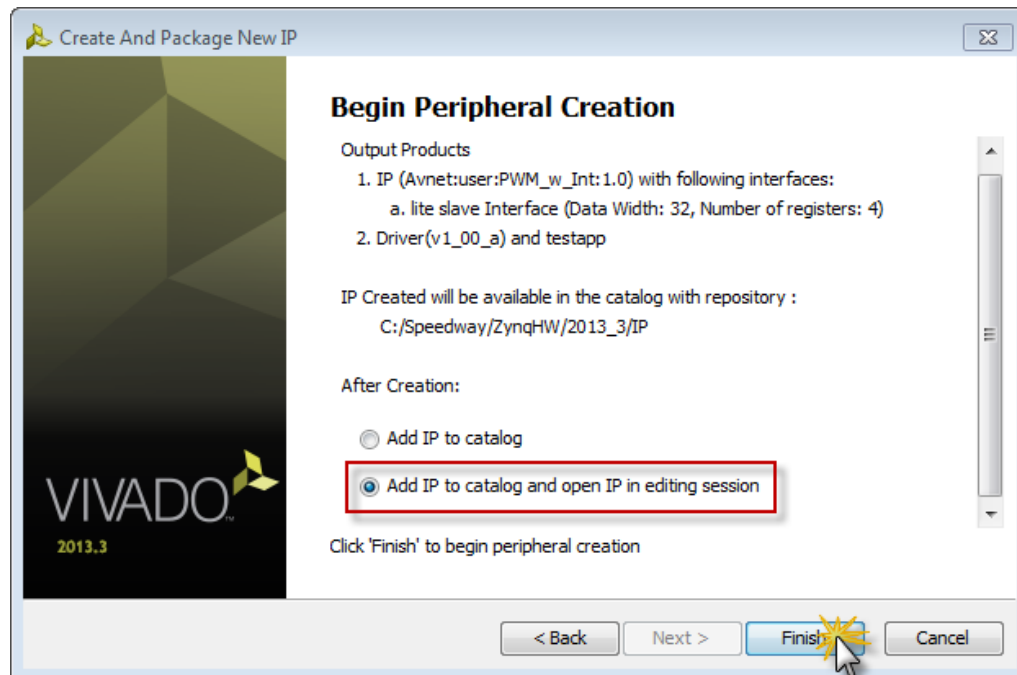 Create And Package New IP
Begin Peripheral Creation
Output Products
1. IP (Avnet:user:PWM_w_Int:1.0) with following interfaces:
a. lite slave Interface (Data Width: 32, Number of registers: 4)
2. Driver(v1_00_a) and testapp
IP Created will be available in the catalog with repository :
C:/Speedway/ZynqHW/2013_3/IP
After Creation:
Add IP to catalog
Add IP to catalog and open IP in editing session
VIVADO
2013.3
Click 'Finish' to begin peripheral creation
< Back
Next >
Finish
Cancel